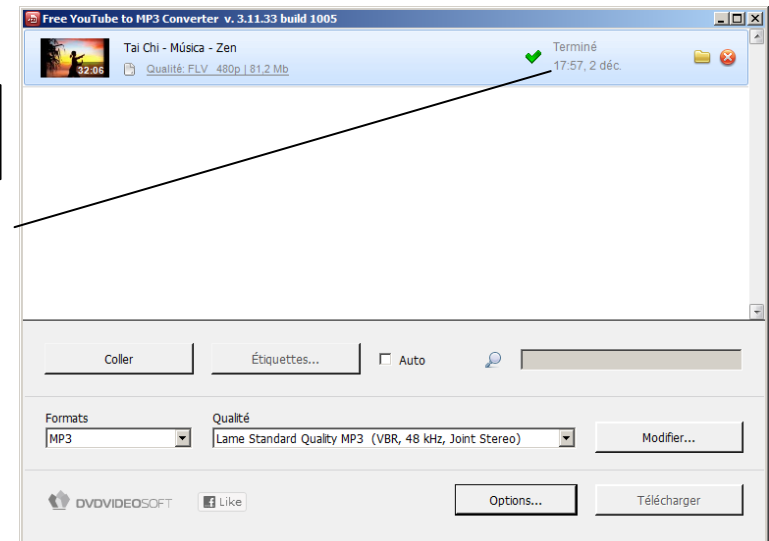 Free YouTube to MP3 Converter v. 3.11.33 build 1005
Tai Chi - Música - Zen
32:06
Qualité: FLV 480p | 81,2 Mb
Terminé
17:57, 2 déc.
Coller
Étiquettes...
Auto
Formats
MP3
Qualité
Lame Standard Quality MP3 (VBR, 48 kHz, Joint Stereo)
Modifier...
DVDVIDEOSOFT
Like
Options...
Télécharger